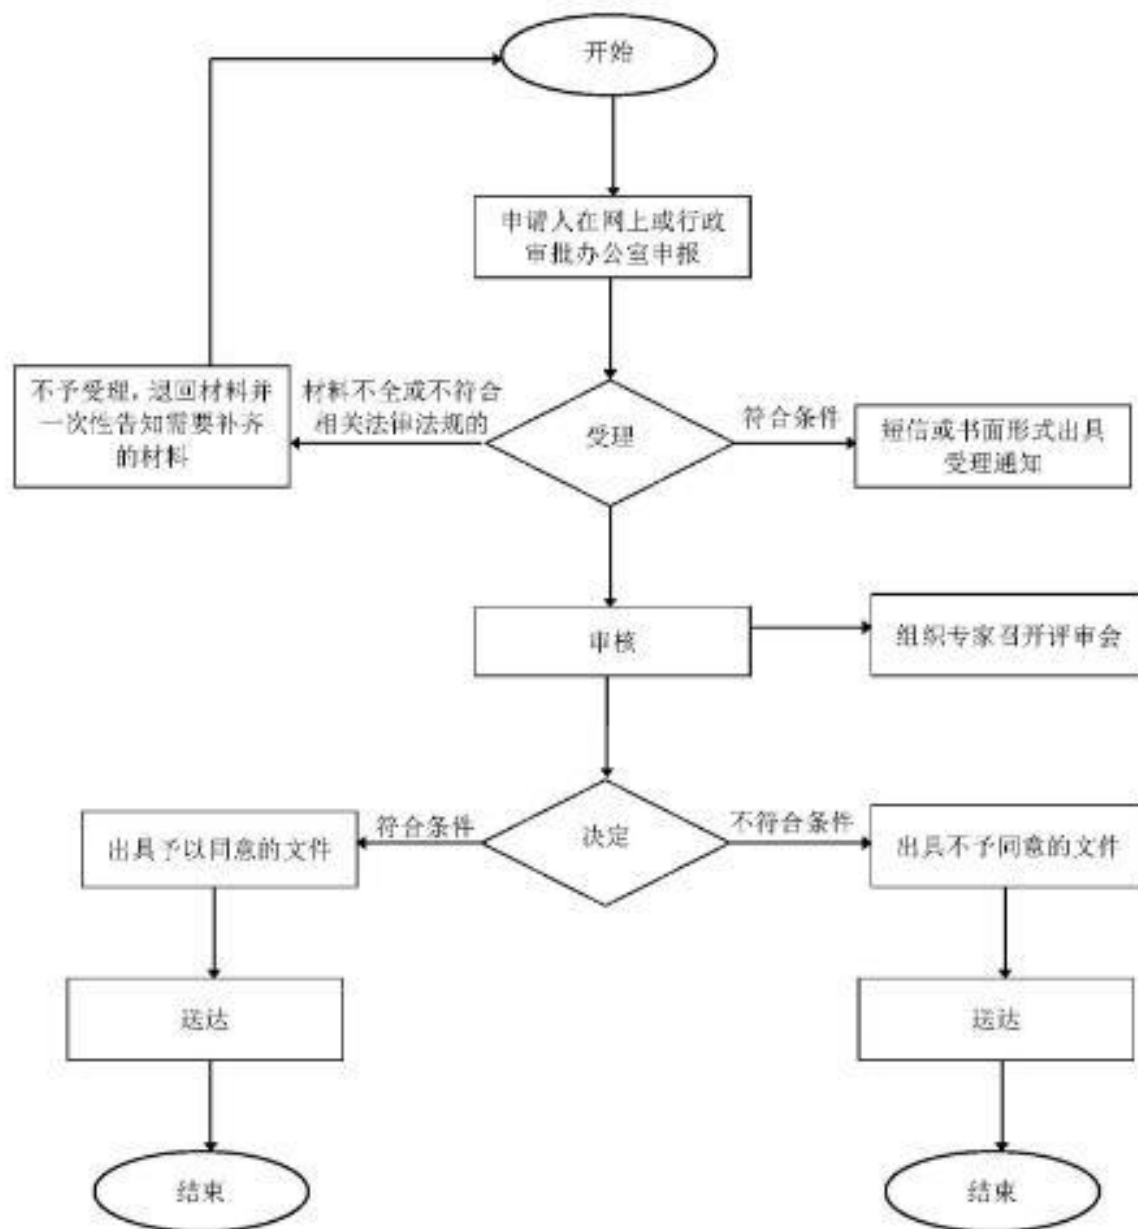 开始
申请人在网上或行政
审批办公室申报
不予受理，退回材料并
一次性告知需要补齐
的材料
材料不全或不符合
相关法律法规的
受理
符合条件
短信或书面形式出具
受理通知
审核
组织专家召开评审会
出具予以同意的文件
符合条件
决定
不符合条件
出具不予同意的文件
送达
送达
结束
结束